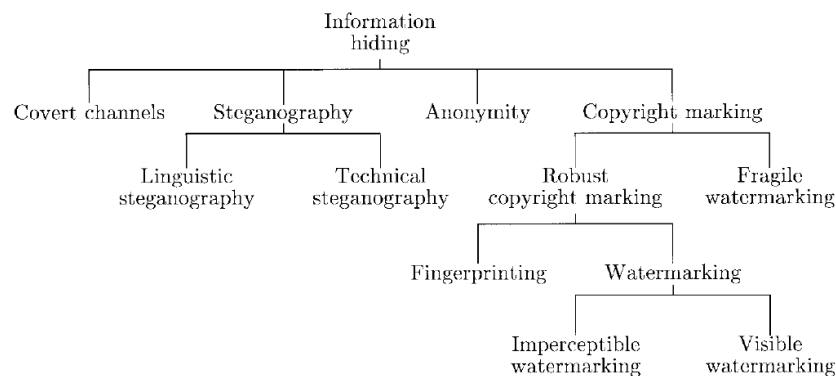 Information
hiding
Covert channels
Steganography
Anonymity
Copyright marking
Linguistic
steganography
Technical
steganography
Robust
copyright marking
Fragile
watermarking
Fingerprinting
Watermarking
Imperceptible
watermarking
Visible
watermarking